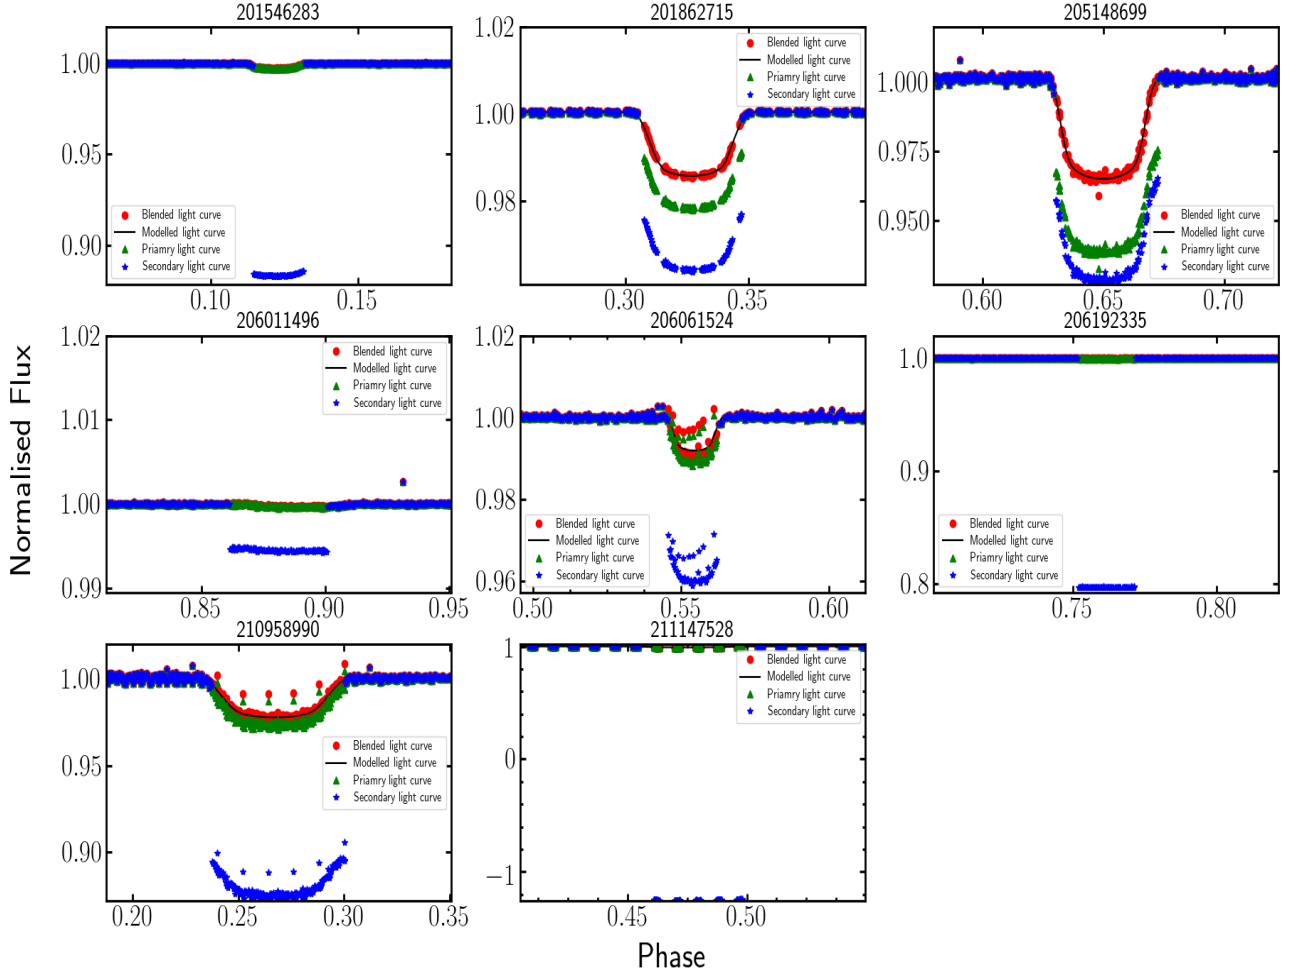 201546283
201862715
205148699
1.00
0.95
0.90
0.10
0.15
Blended light curve
Modelled light curve
Priamry light curve
Secondary light curve
1.02
1.00
0.98
0.30
0.35
Blended light curve
Modelled light curve
Priamry light curve
Secondary light curve
1.000
0.975
0.950
0.60
0.65
0.70
Blended light curve
Modelled light curve
Priamry light curve
Secondary light curve
206011496
206061524
206192335
1.02
1.01
1.00
0.99
0.85
0.90
0.95
Blended light curve
Modelled light curve
Priamry light curve
Secondary light curve
1.02
1.00
0.98
0.96
0.50
0.55
0.60
Blended light curve
Modelled light curve
Priamry light curve
Secondary light curve
1.0
0.9
0.8
0.75
0.80
Blended light curve
Modelled light curve
Priamry light curve
Secondary light curve
210958990
211147528
1.00
0.95
0.90
0.20
0.25
0.30
0.35
Blended light curve
Modelled light curve
Priamry light curve
Secondary light curve
1
0
−1
0.45
0.50
Blended light curve
Modelled light curve
Priamry light curve
Secondary light curve
Normalised Flux
Phase